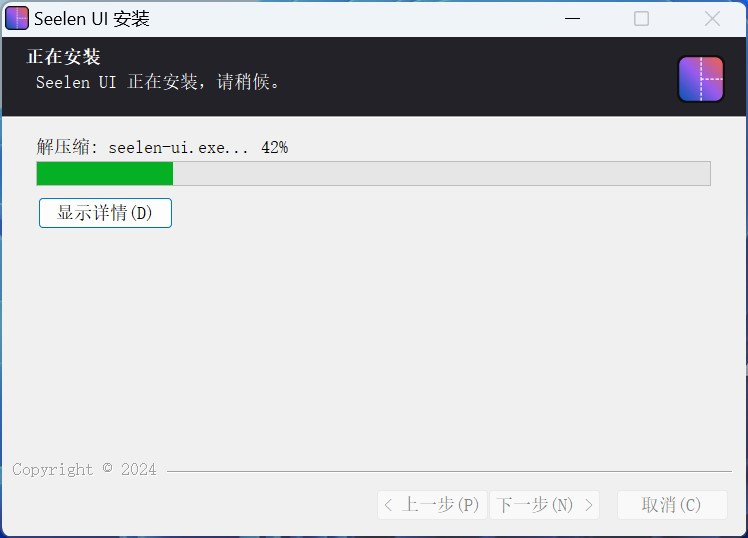 Seelen UI 安装
正在安装
Seelen UI 正在安装，请稍候。
解压缩: seelen-ui.exe... 42%
显示详情(D)
Copyright © 2024
< 上一步(P) 下一步(N) > 取消(C)